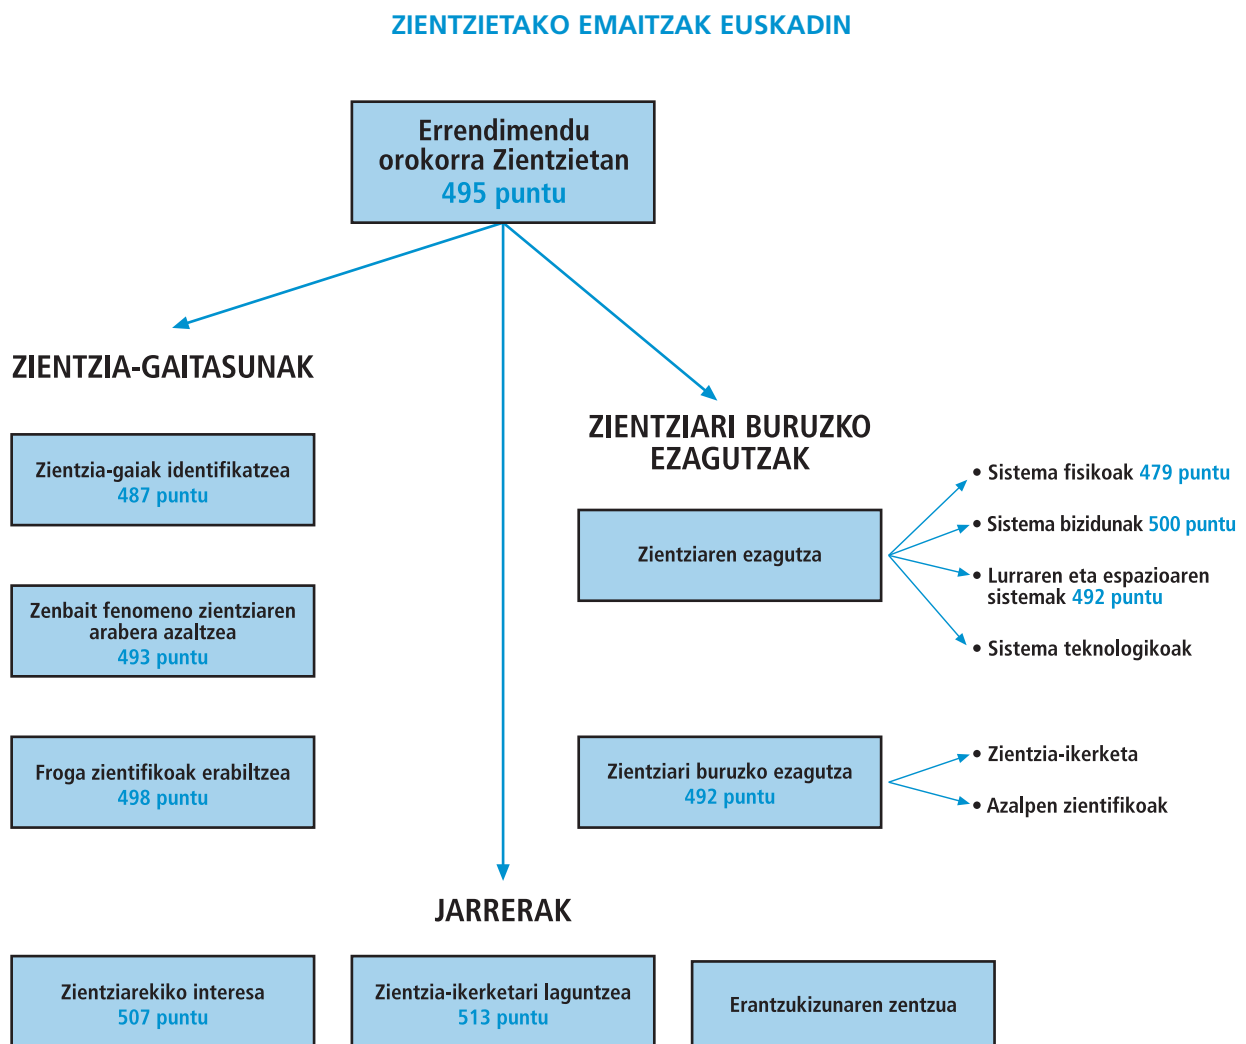 ZIENTZIETAKO EMAITZAK EUSKADIN
Errendimendu
orokorra Zientzietan
495 puntu
ZIENTZIA-GAITASUNAK
Zientzia-gaiak identifikatzea
487 puntu
Zenbait fenomeno zientziaren
arabera azaltzea
493 puntu
Froga zientifikoak erabiltzea
498 puntu
ZIENTZIARI BURUZKO
EZAGUTZAK
Zientziaren ezagutza
• Sistema fisikoak 479 puntu
• Sistema bizidunak 500 puntu
• Lurraren eta espazioaren
sistemak 492 puntu
• Sistema teknologikoak
Zientziari buruzko ezagutza
492 puntu
• Zientzia-ikerketa
• Azalpen zientifikoak
JARRERAK
Zientziarekiko interesa
507 puntu
Zientzia-ikerketari laguntzea
513 puntu
Erantzukizunaren zentzua